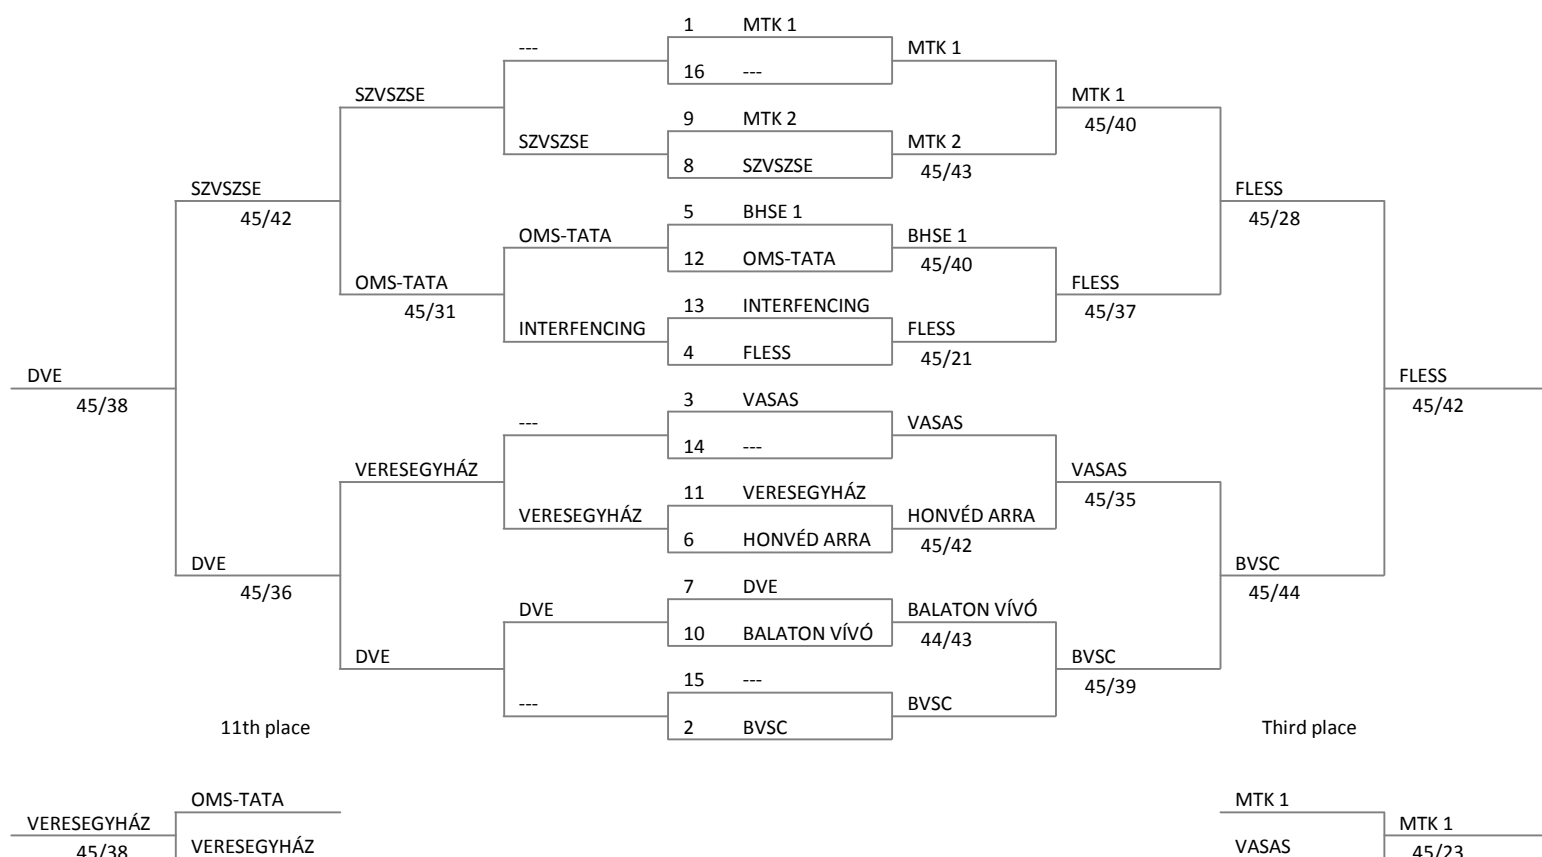 1 MTK 1
--- MTK 1
16 ---
SZVSZSE MTK 1
9 MTK 2
45/40
SZVSZSE MTK 2
8 SZVSZSE 45/43
SZVSZSE FLESS
45/42 5 BHSE 1 45/28
OMS-TATA BHSE 1
12 OMS-TATA 45/40
OMS-TATA FLESS
45/31 13 INTERFENCING 45/37
INTERFENCING FLESS
4 FLESS 45/21
DVE FLESS
45/38 3 VASAS 45/42
--- VASAS
14 ---
VERESEGYHÁZ VASAS
11 VERESEGYHÁZ 45/35
VERESEGYHÁZ HONVÉD ARRA
6 HONVÉD ARRA 45/42
DVE BVSC
45/36 7 DVE 45/44
DVE BALATON VÍVÓ
10 BALATON VÍVÓ 44/43
DVE BVSC
15 --- 45/39
--- BVSC
11th place 2 BVSC Third place
OMS-TATA MTK 1
VERESEGYHÁZ MTK 1
45/38 VERESEGYHÁZ VASAS 45/23